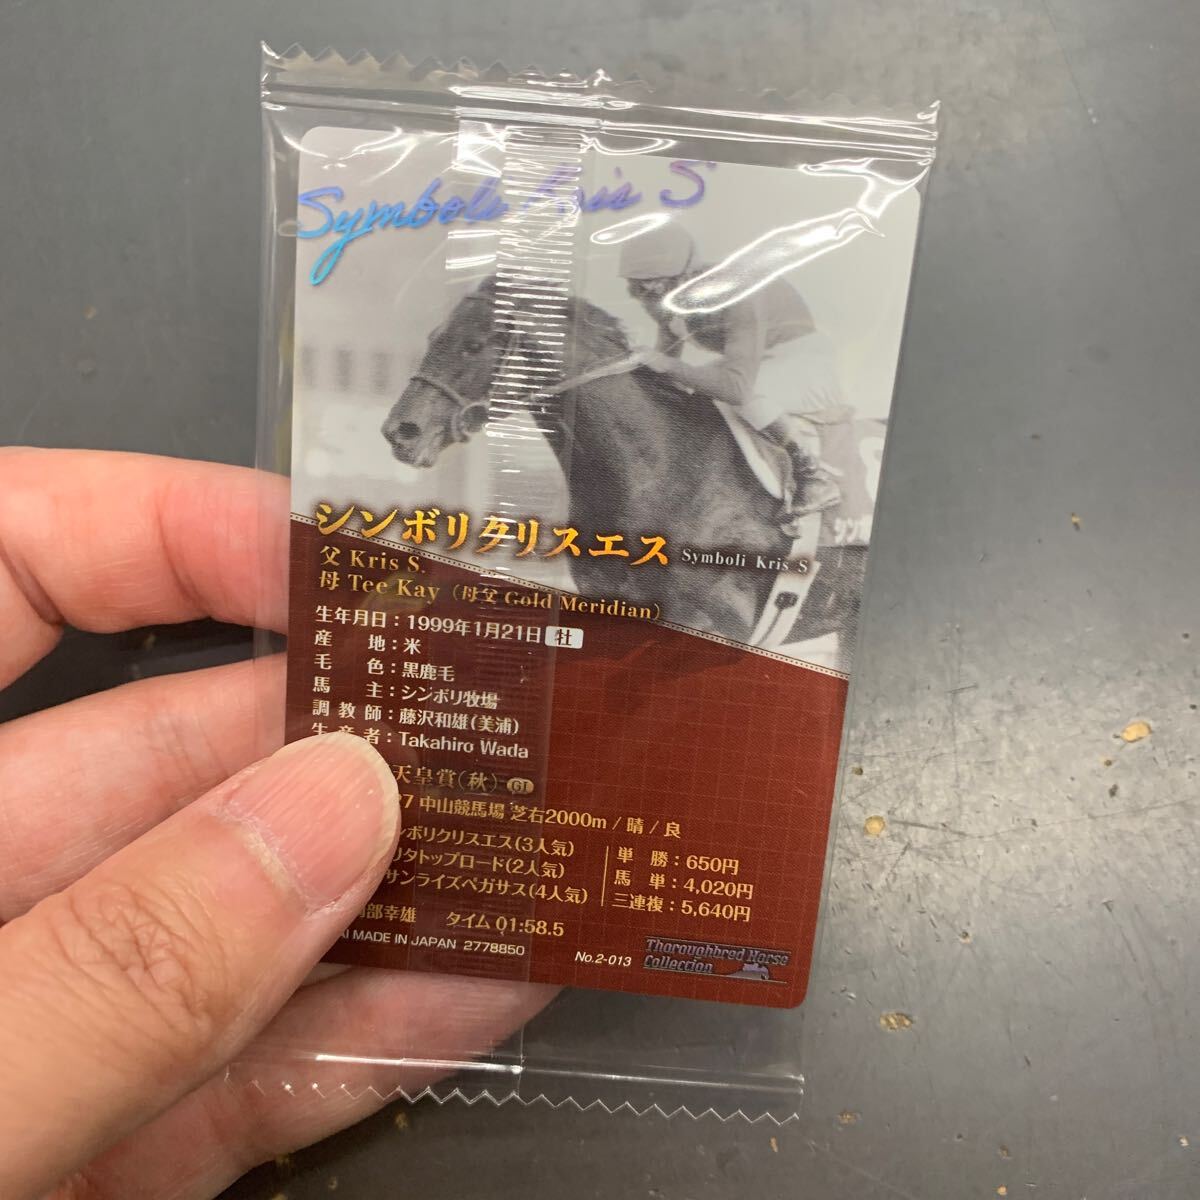 Symboli Kris S
シンボリクリスエス Symboli Kris S
父 Kris S.
母 Tee Kay (母父 Gold Meridian)
生年月日:1999年1月21日 牡
産 地:米
毛 色:黒鹿毛
馬 主:シンボリ牧場
調教師:藤沢和雄(美浦)
生産者:Takahiro Wada
天皇賞(秋) GI
27 中山競馬場 芝右2000m / 晴 / 良
ンボリクリスエス(3人気)
リタトップロード(2人気)
サンライズペガサス(4人気)
単 勝:650円
馬 単:4,020円
三連複:5,640円
部幸雄 タイム 01:58.5
AI MADE IN JAPAN 2778850
No.2-013
Thoroughbred Horse
Collection